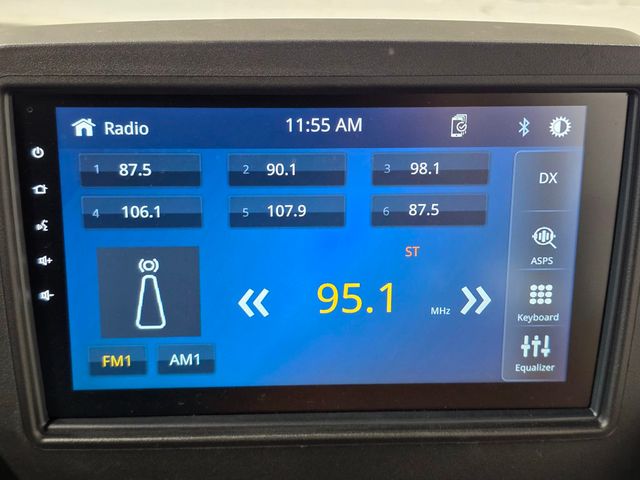 Radio 11:55 AM
1 87.5 2 90.1 3 98.1
4 106.1 5 107.9 6 87.5
DX
ST
95.1 MHz
ASPS
Keyboard
FM1 AM1
Equalizer